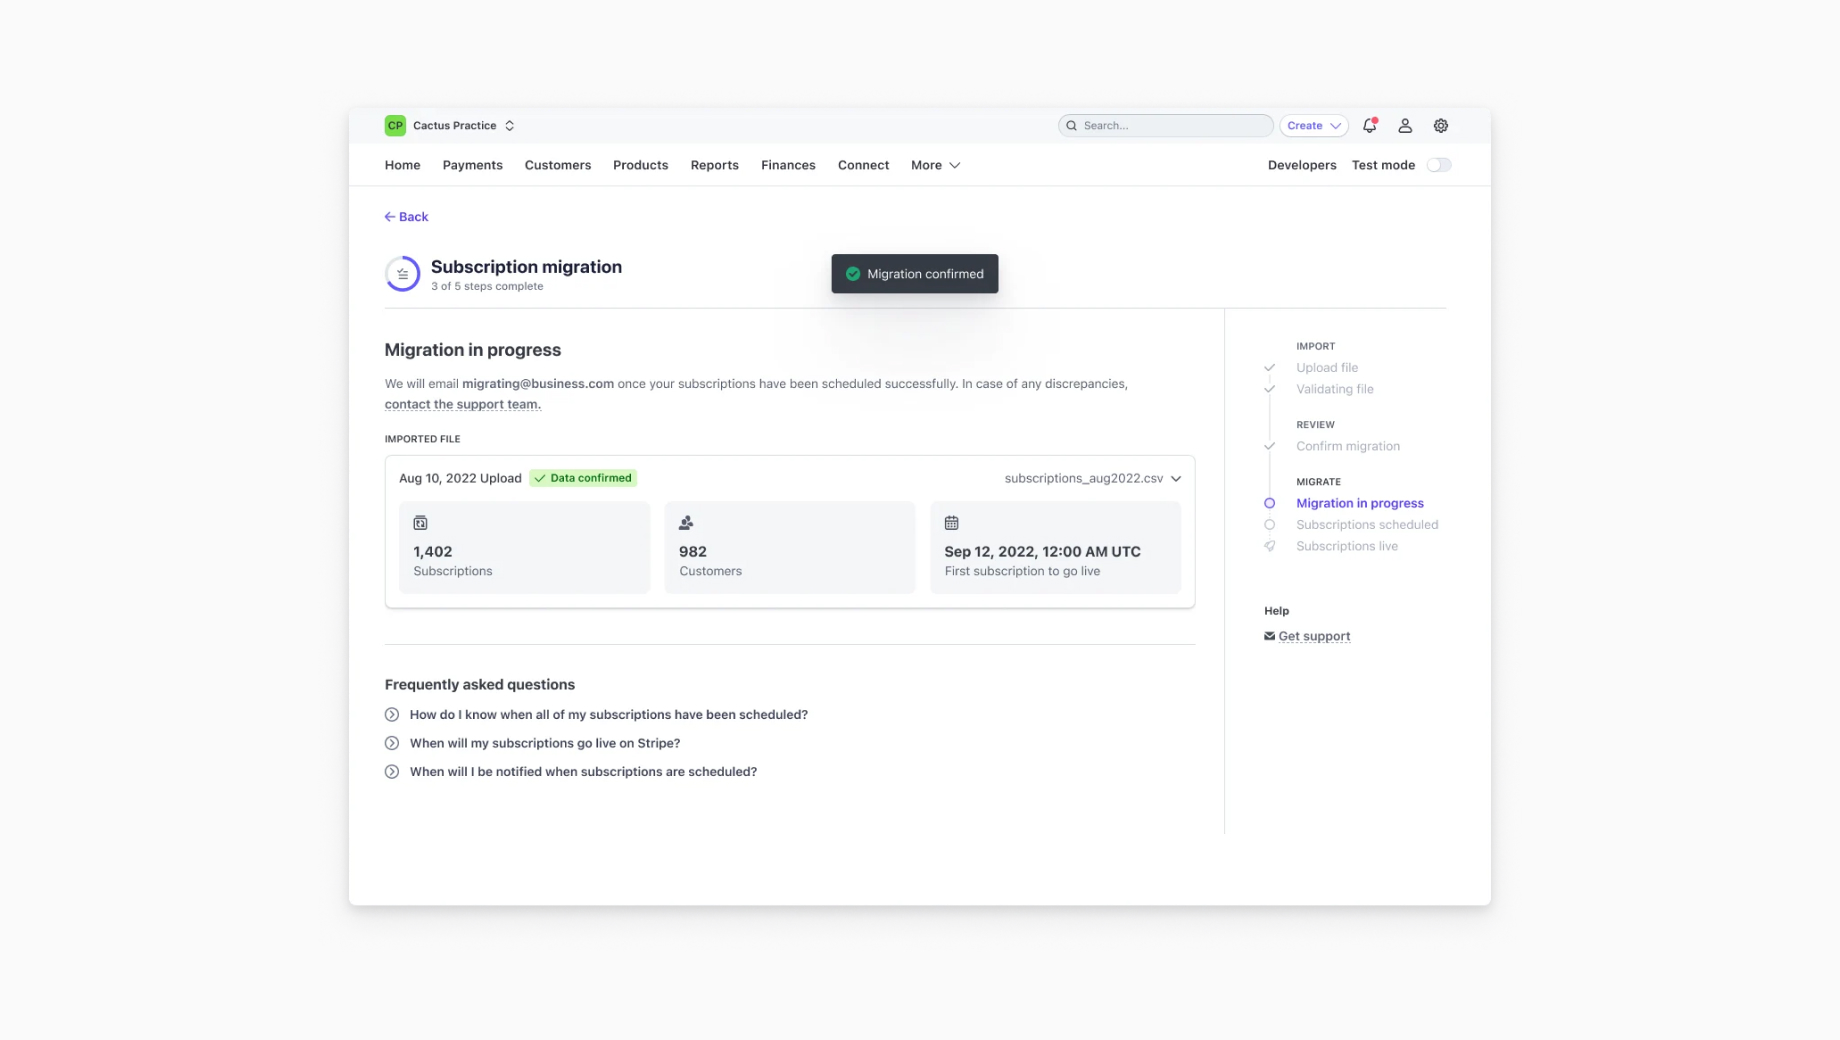 CP Cactus Practice
Search...
Create
Home Payments Customers Products Reports Finances Connect More
Developers Test mode
Back
Subscription migration
3 of 5 steps complete
Migration confirmed
Migration in progress
We will email migrating@business.com once your subscriptions have been scheduled successfully. In case of any discrepancies,
contact the support team.
IMPORTED FILE
Aug 10, 2022 Upload Data confirmed
subscriptions_aug2022.csv
1,402
Subscriptions
982
Customers
Sep 12, 2022, 12:00 AM UTC
First subscription to go live
Frequently asked questions
How do I know when all of my subscriptions have been scheduled?
When will my subscriptions go live on Stripe?
When will I be notified when subscriptions are scheduled?
IMPORT
Upload file
Validating file
REVIEW
Confirm migration
MIGRATE
Migration in progress
Subscriptions scheduled
Subscriptions live
Help
Get support